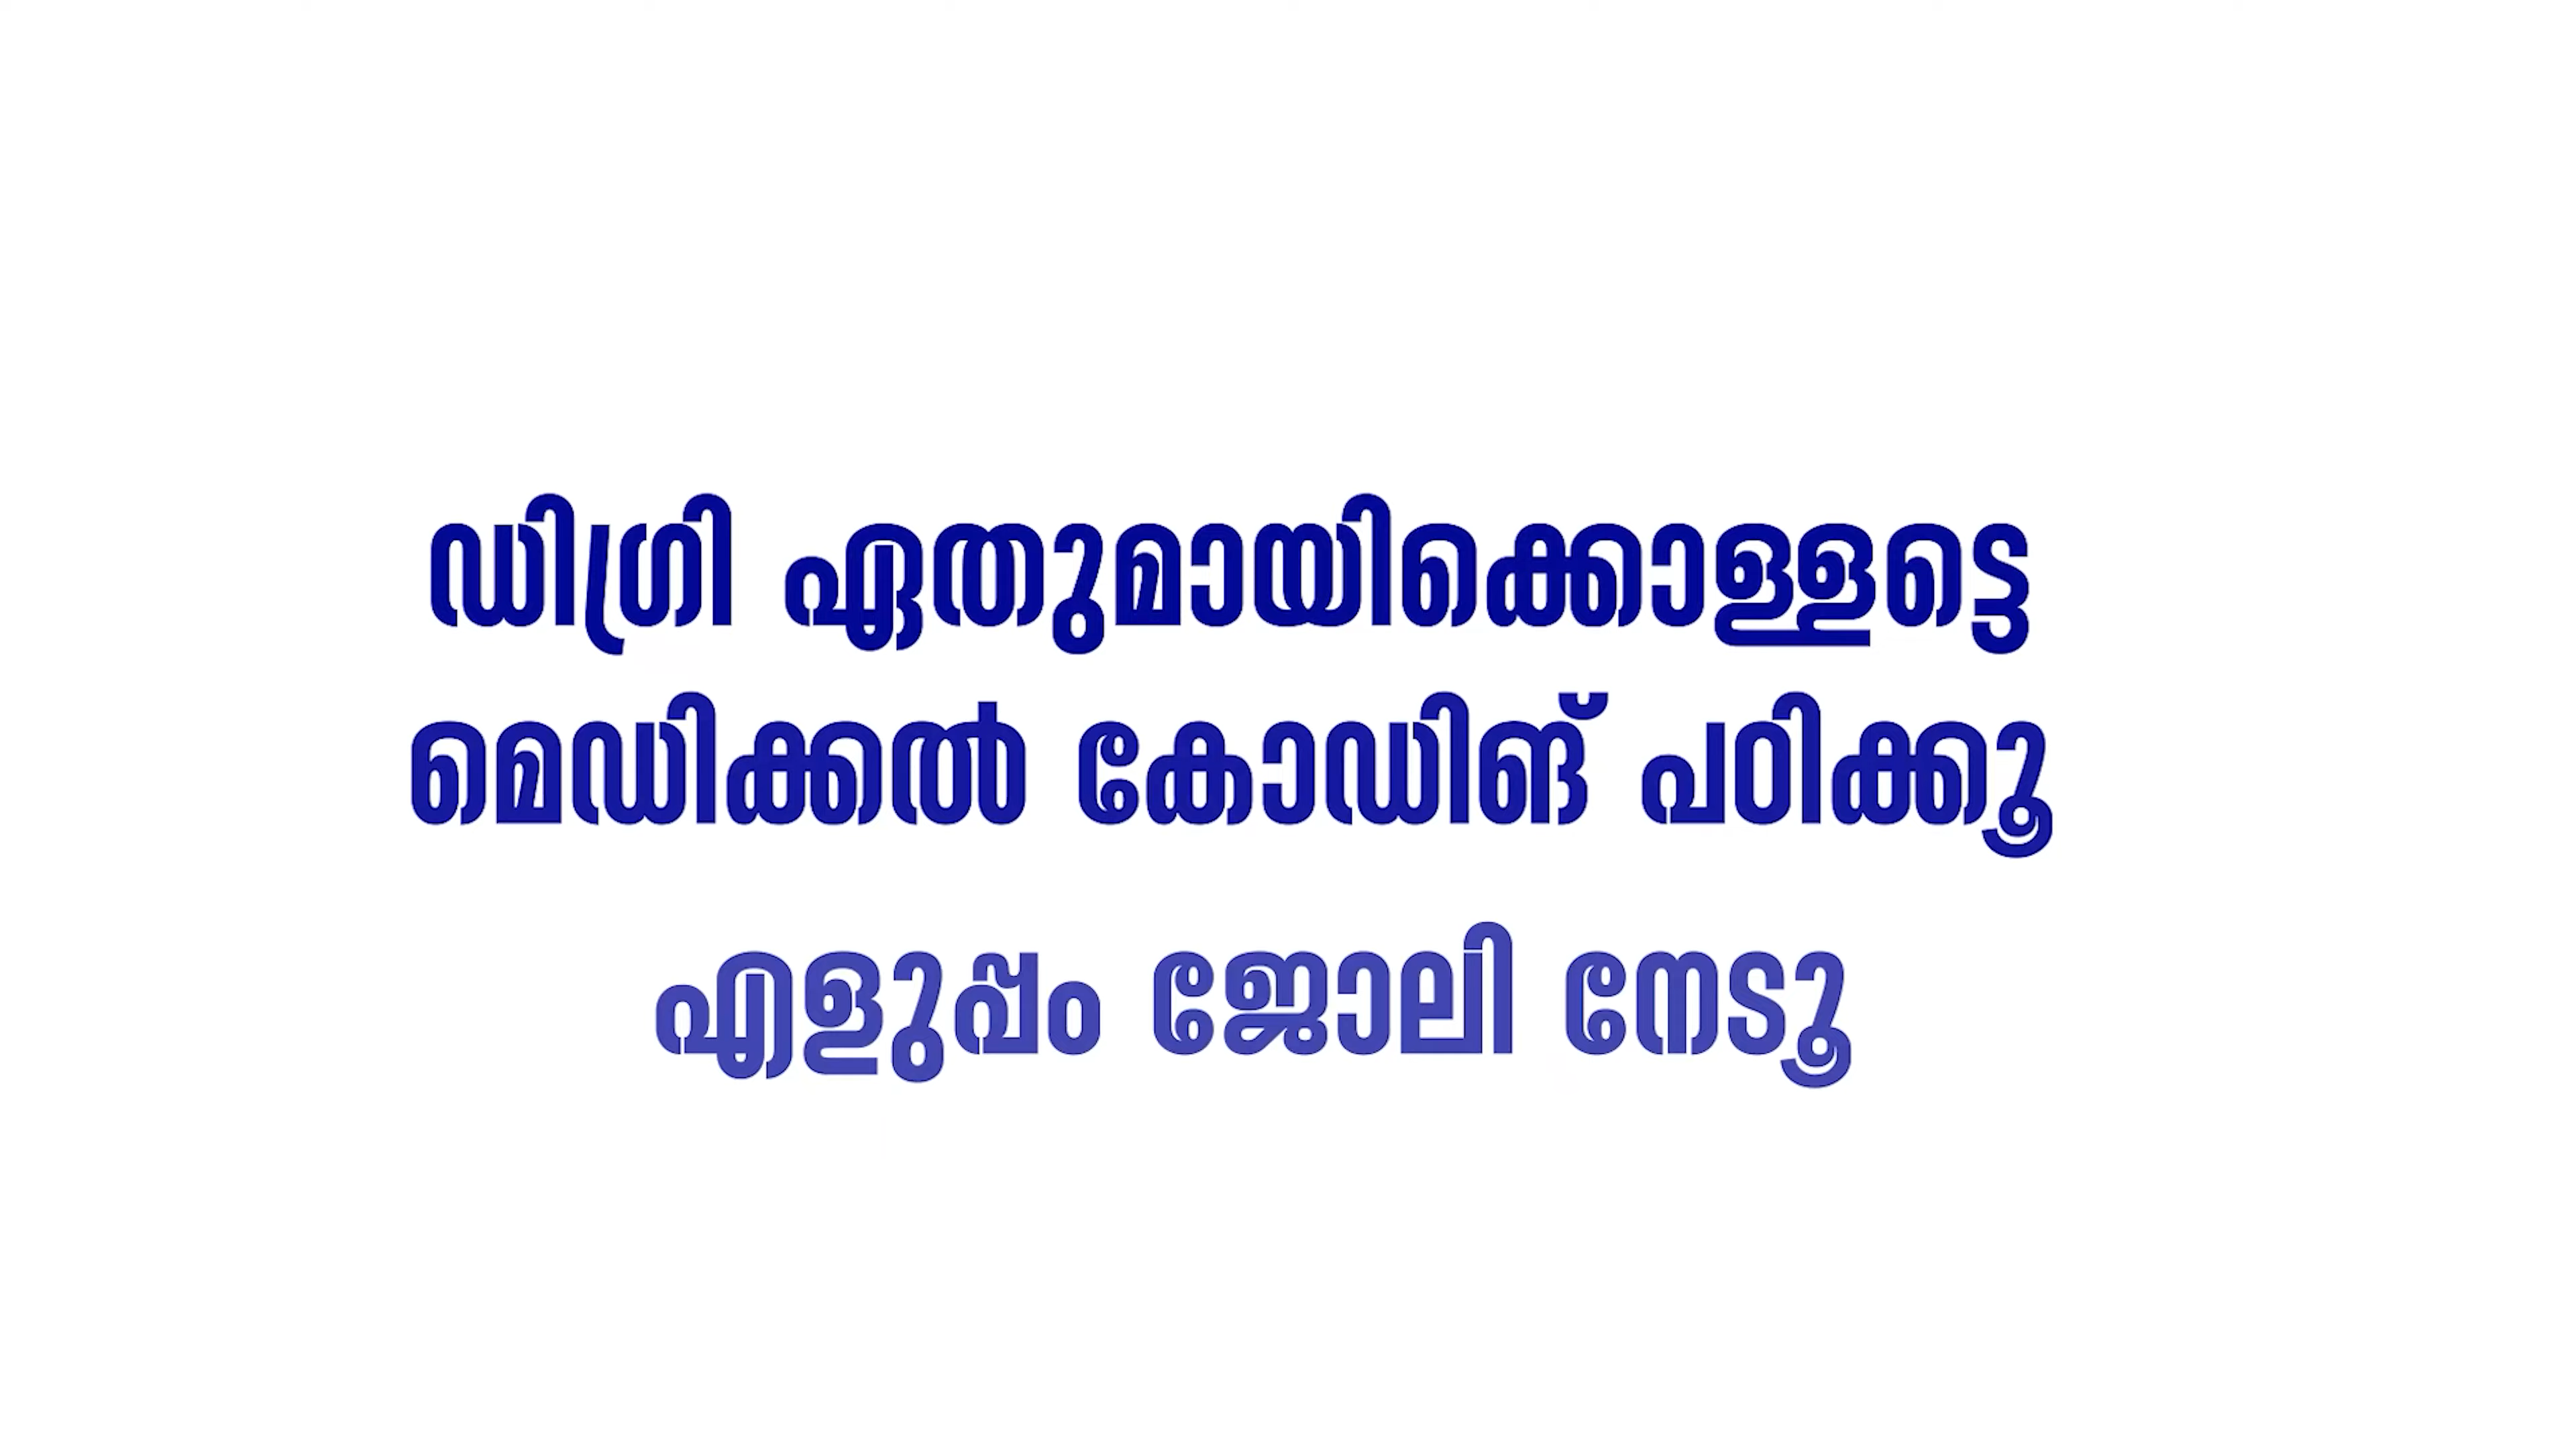 ഡിഗ്രി ഏതുമായിക്കൊള്ളട്ടെ
മെഡിക്കൽ കോഡിങ് പഠിക്കൂ
എളുപ്പം ജോലി നേടൂ